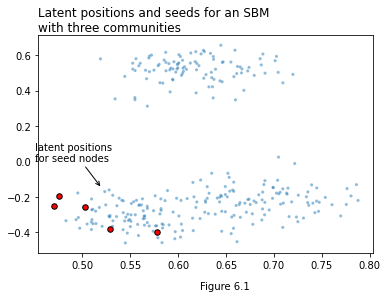 Latent positions and seeds for an SBM
with three communities
0.6
0.4
0.2
0.0
−0.2
−0.4
latent positions
for seed nodes
0.50
0.55
0.60
0.65
0.70
0.75
0.80
Figure 6.1